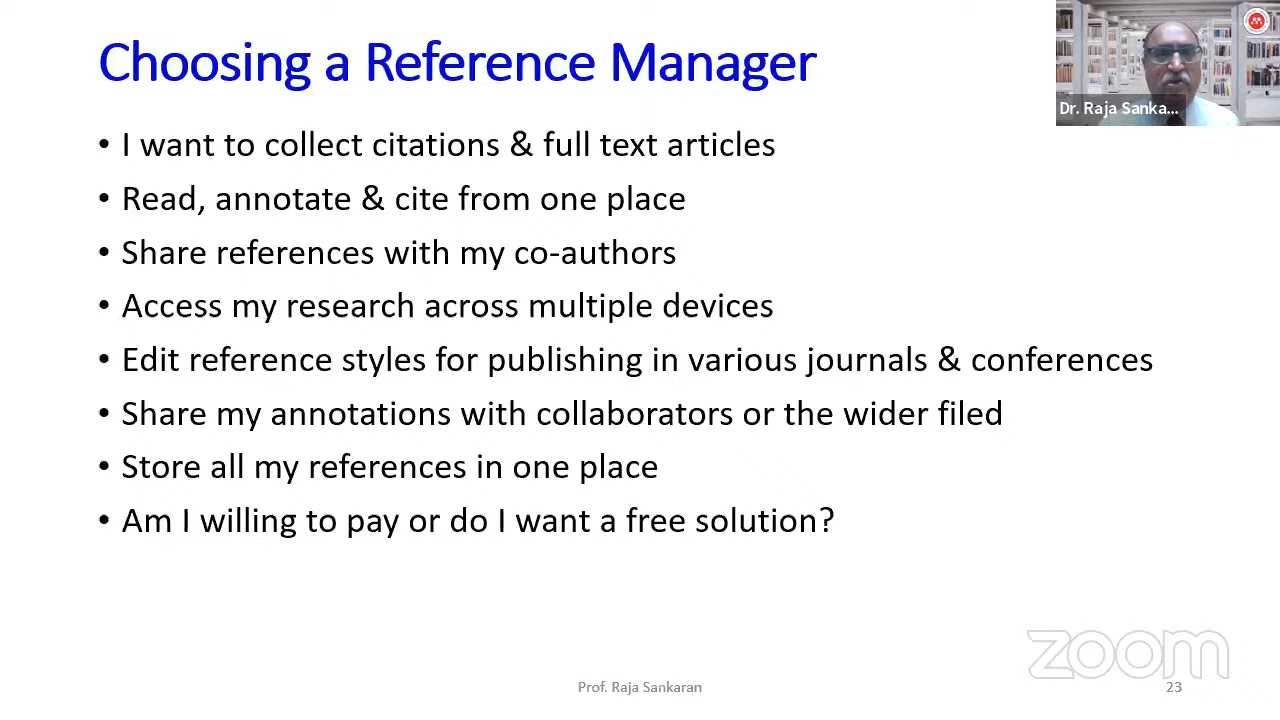 Choosing a Reference Manager
Dr. Raja Sanka...
• I want to collect citations & full text articles
• Read, annotate & cite from one place
• Share references with my co-authors
• Access my research across multiple devices
• Edit reference styles for publishing in various journals & conferences
• Share my annotations with collaborators or the wider filed
• Store all my references in one place
• Am I willing to pay or do I want a free solution?
zoom
Prof. Raja Sankaran
23